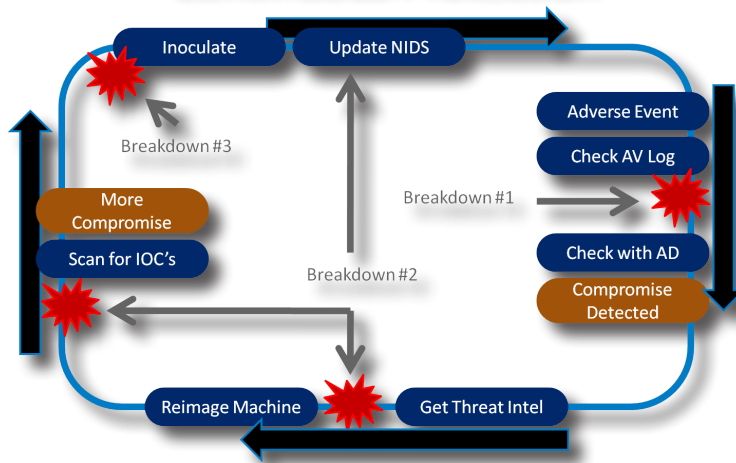 Inoculate
Update NIDS
Adverse Event
Breakdown #3
Check AV Log
More
Compromise
Breakdown #1
Scan for IOC's
Check with AD
Breakdown #2
Compromise
Detected
Reimage Machine
Get Threat Intel